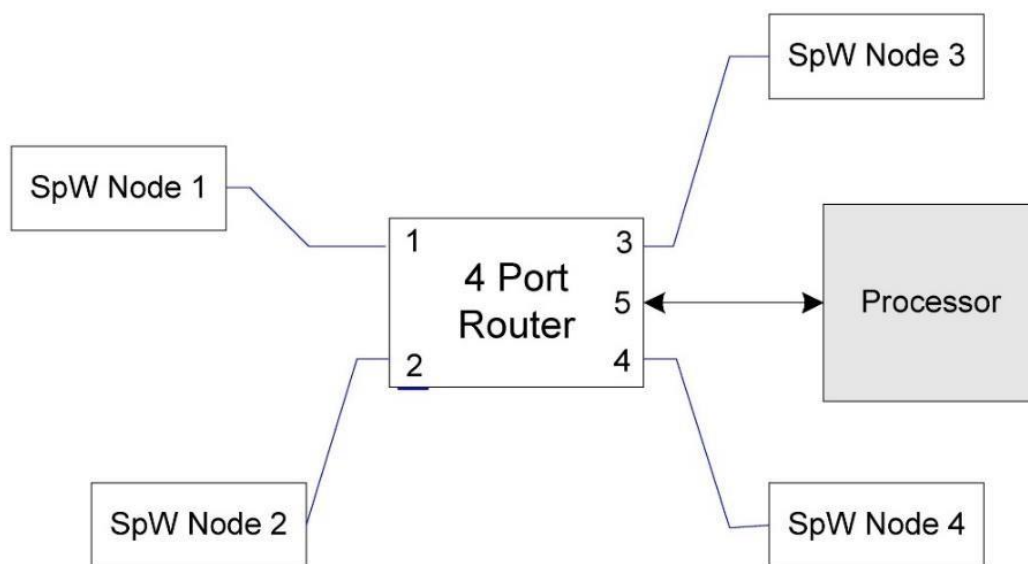 SpW Node 3
SpW Node 1
1
3
4 Port
Router
5
Processor
2
4
SpW Node 2
SpW Node 4